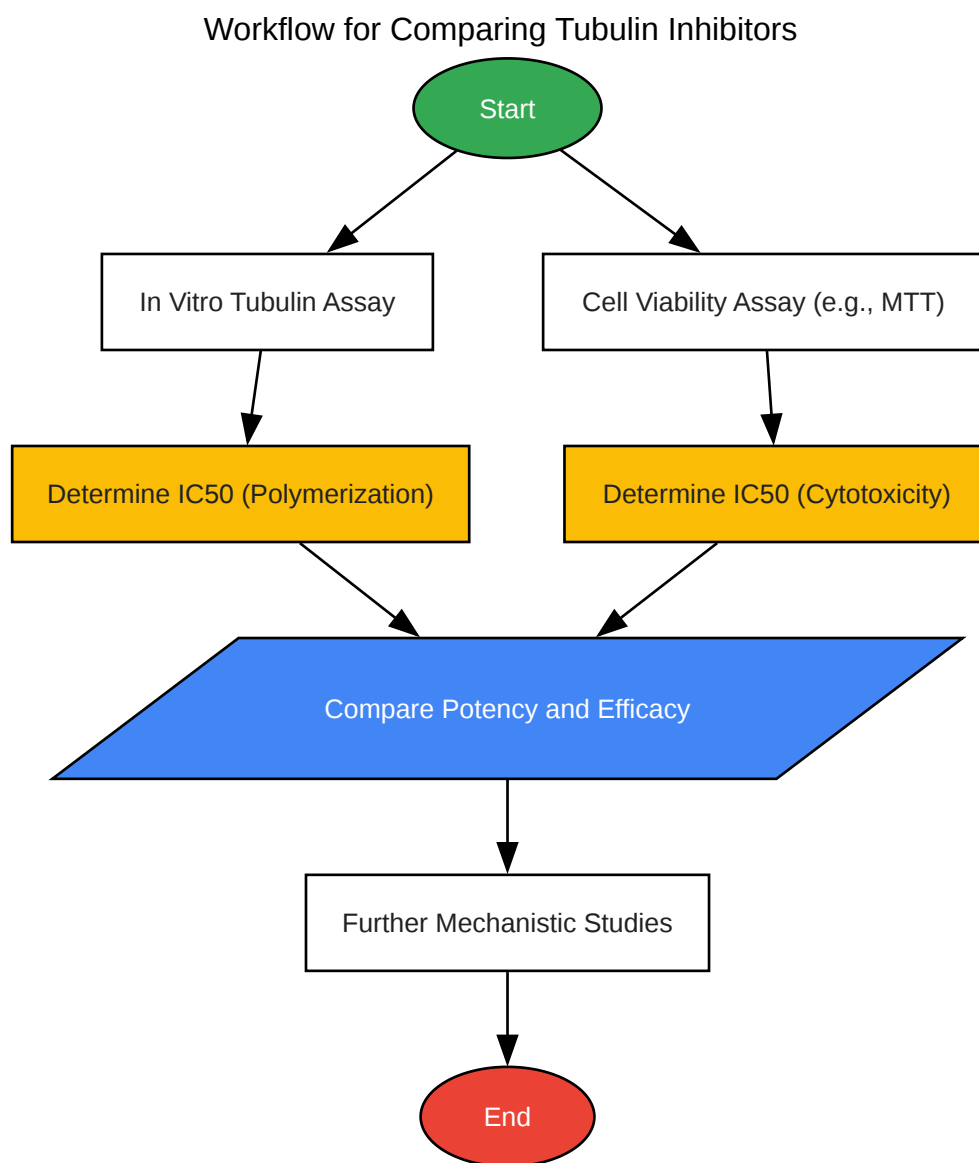 Workflow for Comparing Tubulin Inhibitors
Start
In Vitro Tubulin Assay
Cell Viability Assay (e.g., MTT)
Determine IC50 (Polymerization)
Determine IC50 (Cytotoxicity)
Compare Potency and Efficacy
Further Mechanistic Studies
End